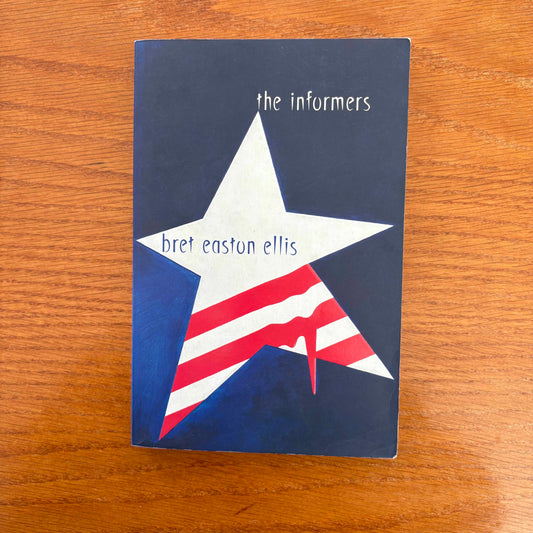 the informers
bret easton ellis